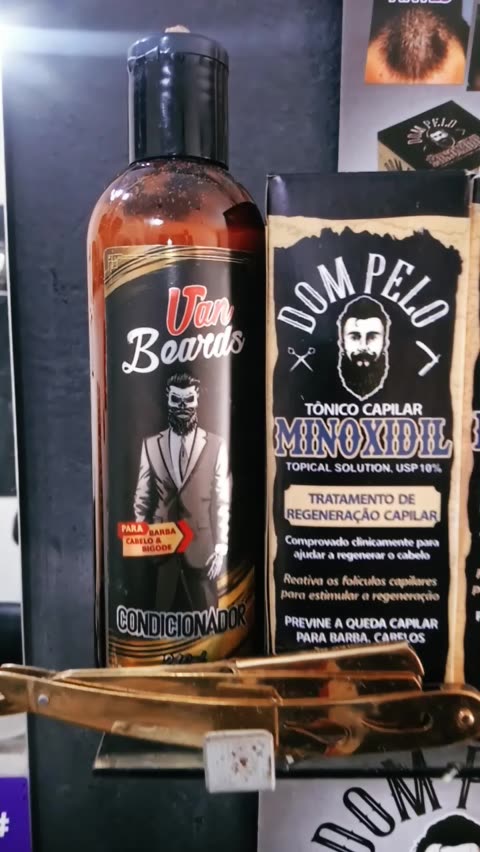 Van
Beards
PARA BARBA
CABELO &
BIGODE
CONDICIONADOR
DOM PELO
TÔNICO CAPILAR
MINOXIDIL
TOPICAL SOLUTION, USP 10%
TRATAMENTO DE
REGENERAÇÃO CAPILAR
Comprovado clinicamente para
ajudar a regenerar o cabelo
Reativa os folículos capilares
para estimular a regeneração
PREVINE A QUEDA CAPILAR
PARA BARBA, CABELOS
DOM PELO
DOM P
#